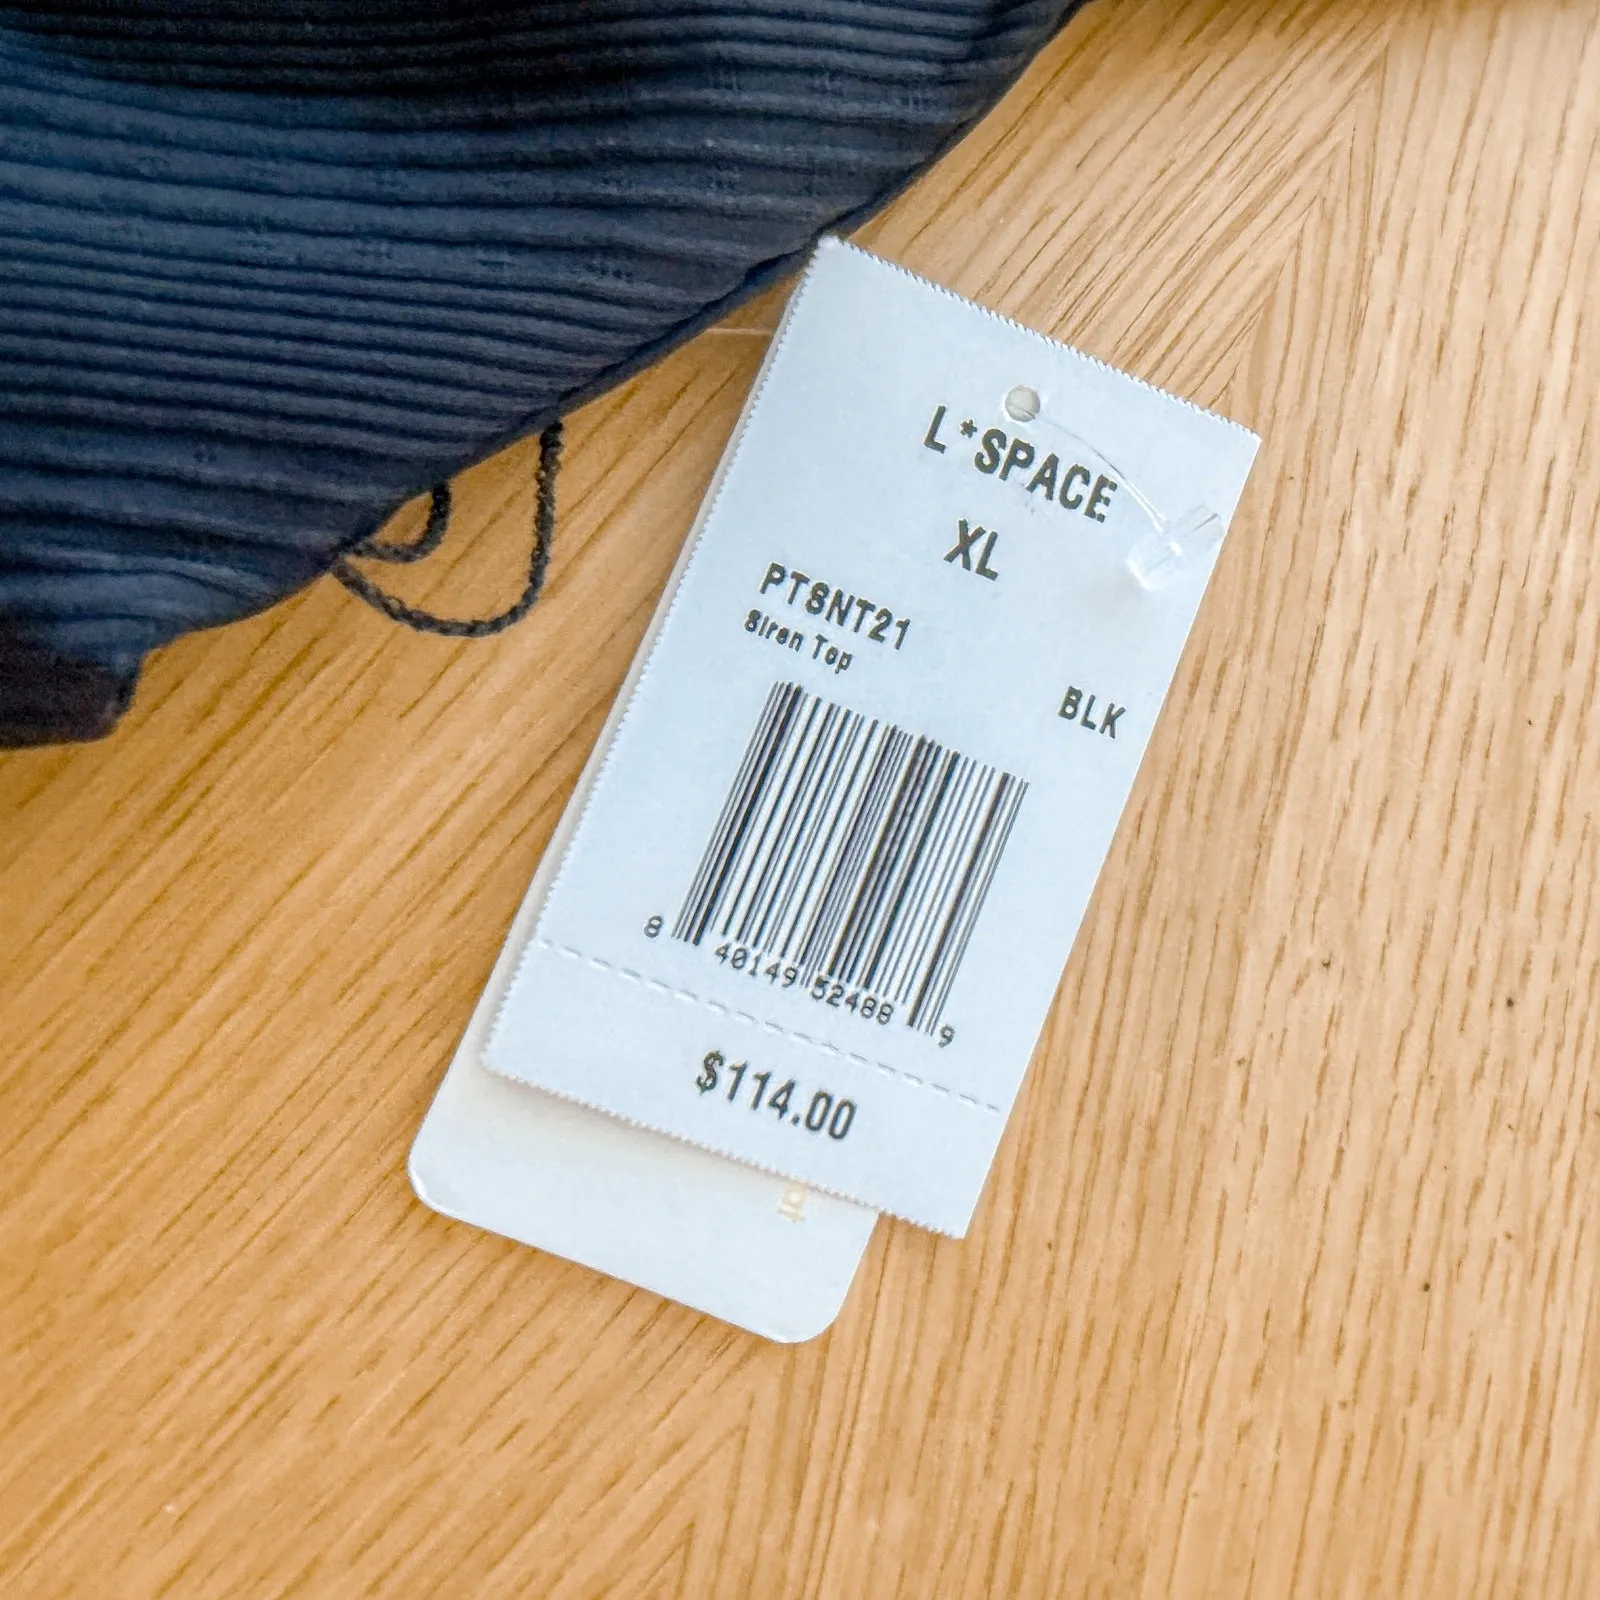 L*SPACE
XL
PTSNT21
Siren Top
BLK
8 40149 52488 9
$114.00